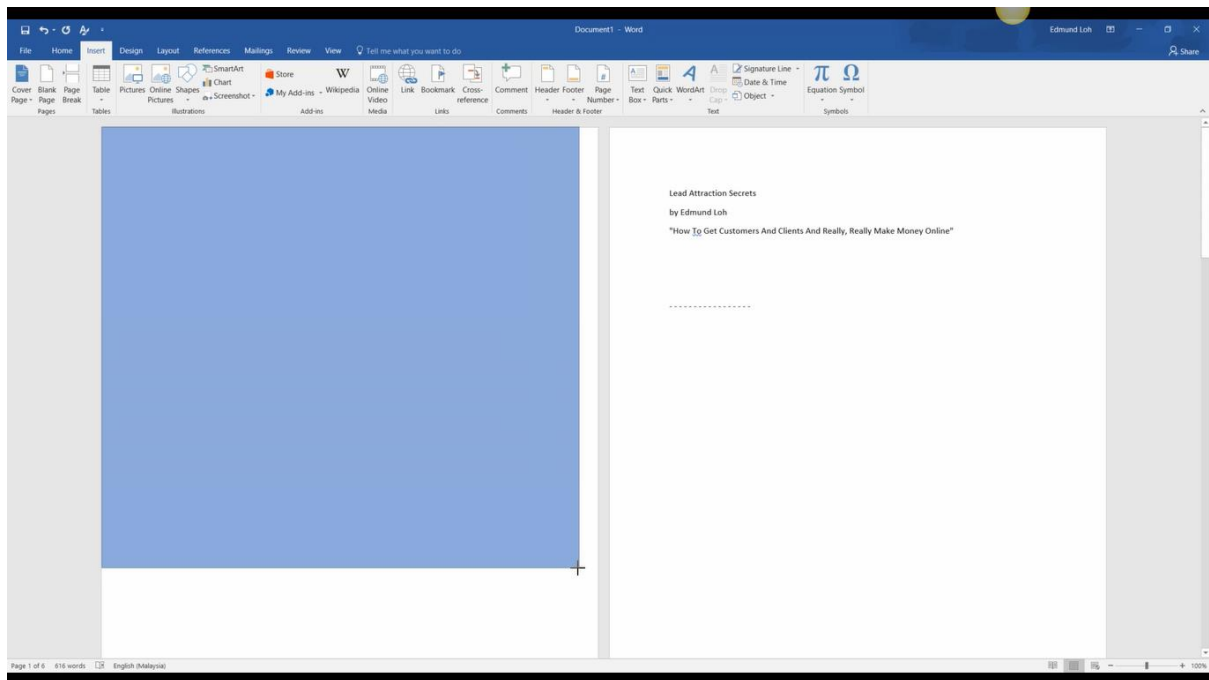 Document1 - Word
Edmund Loh
File Home Insert Design Layout References Mailings Review View Tell me what you want to do
Share
Cover Page
Blank Page
Page Break
Pages
Table
Tables
Pictures
Online Pictures
Shapes
SmartArt
Chart
Screenshot
Illustrations
Store
My Add-ins
W
Wikipedia
Add-ins
Online Video
Media
Link
Bookmark
Cross-reference
Links
Comment
Comments
Header
Footer
Page Number
Header & Footer
Text Box
Quick Parts
WordArt
Drop Cap
Signature Line
Date & Time
Object
Text
π
Equation
Ω
Symbol
Symbols
Lead Attraction Secrets
by Edmund Loh
"How To Get Customers And Clients And Really, Really Make Money Online"
- - - - - - - - - - - - - - - - -
Page 1 of 6 616 words English (Malaysia)
100%